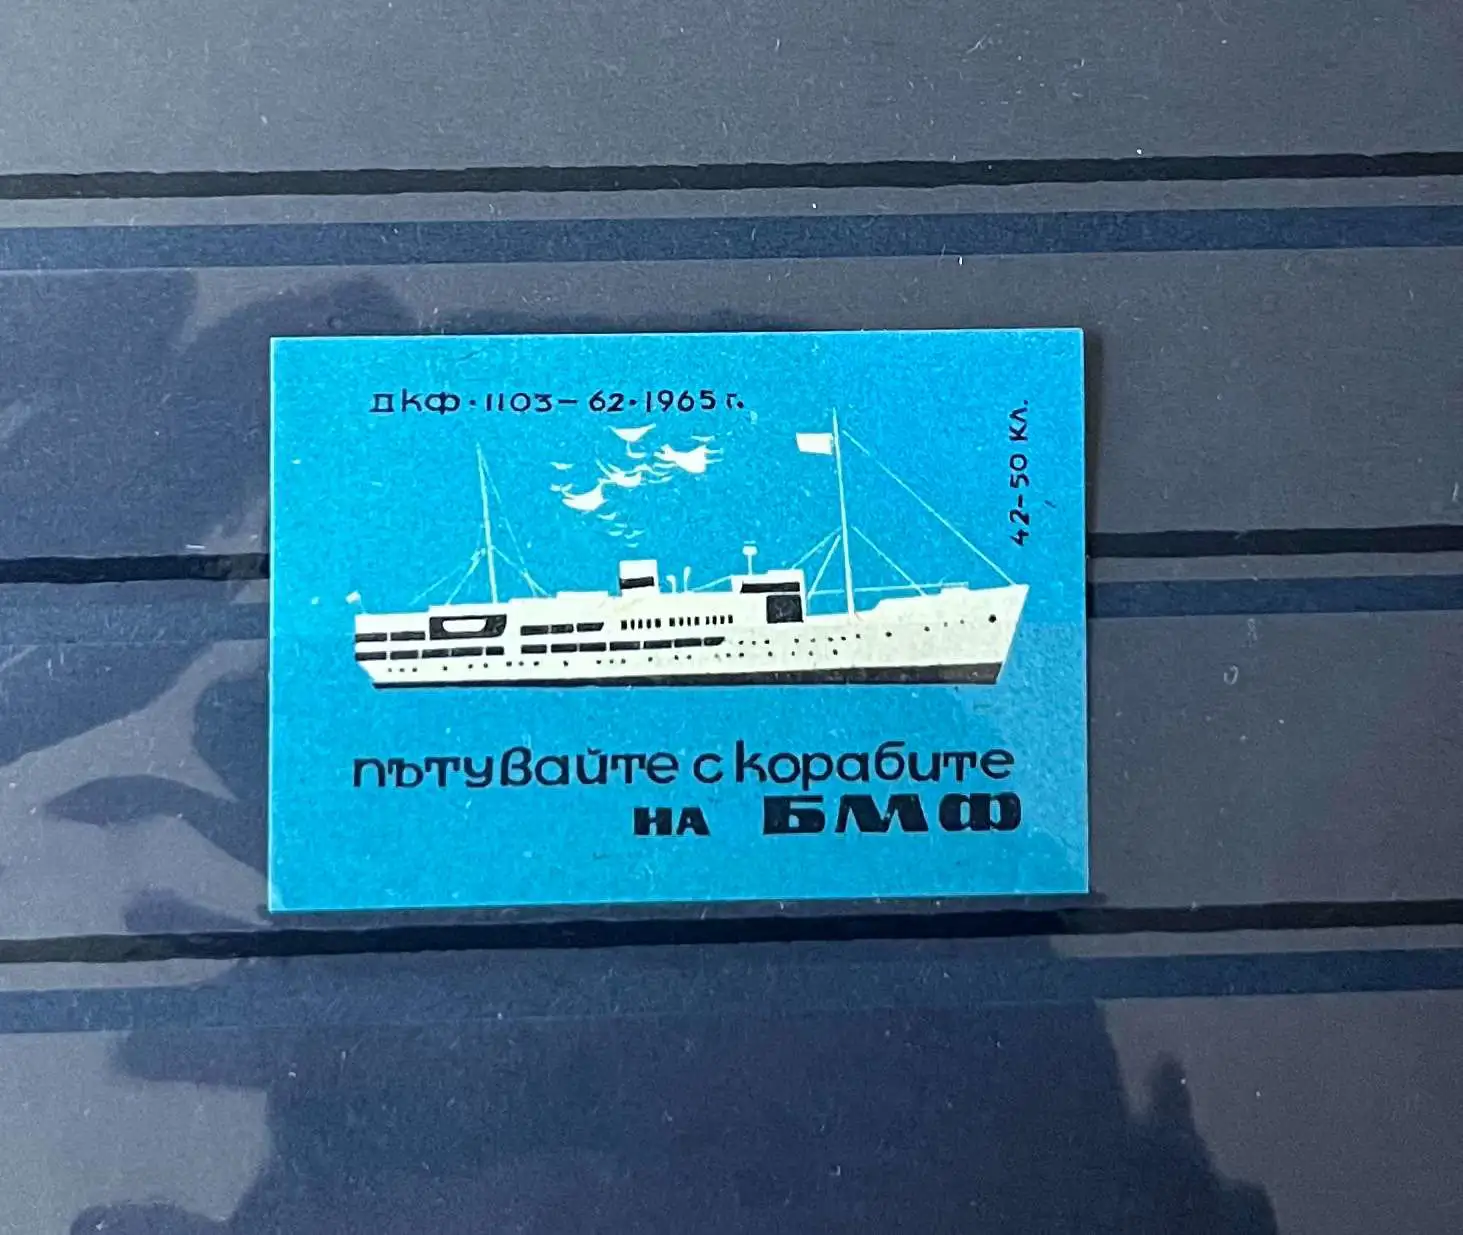 ДКФ·1103-62·1965 г.
42-50 КЛ.
пътувайте с корабите
НА БМФ